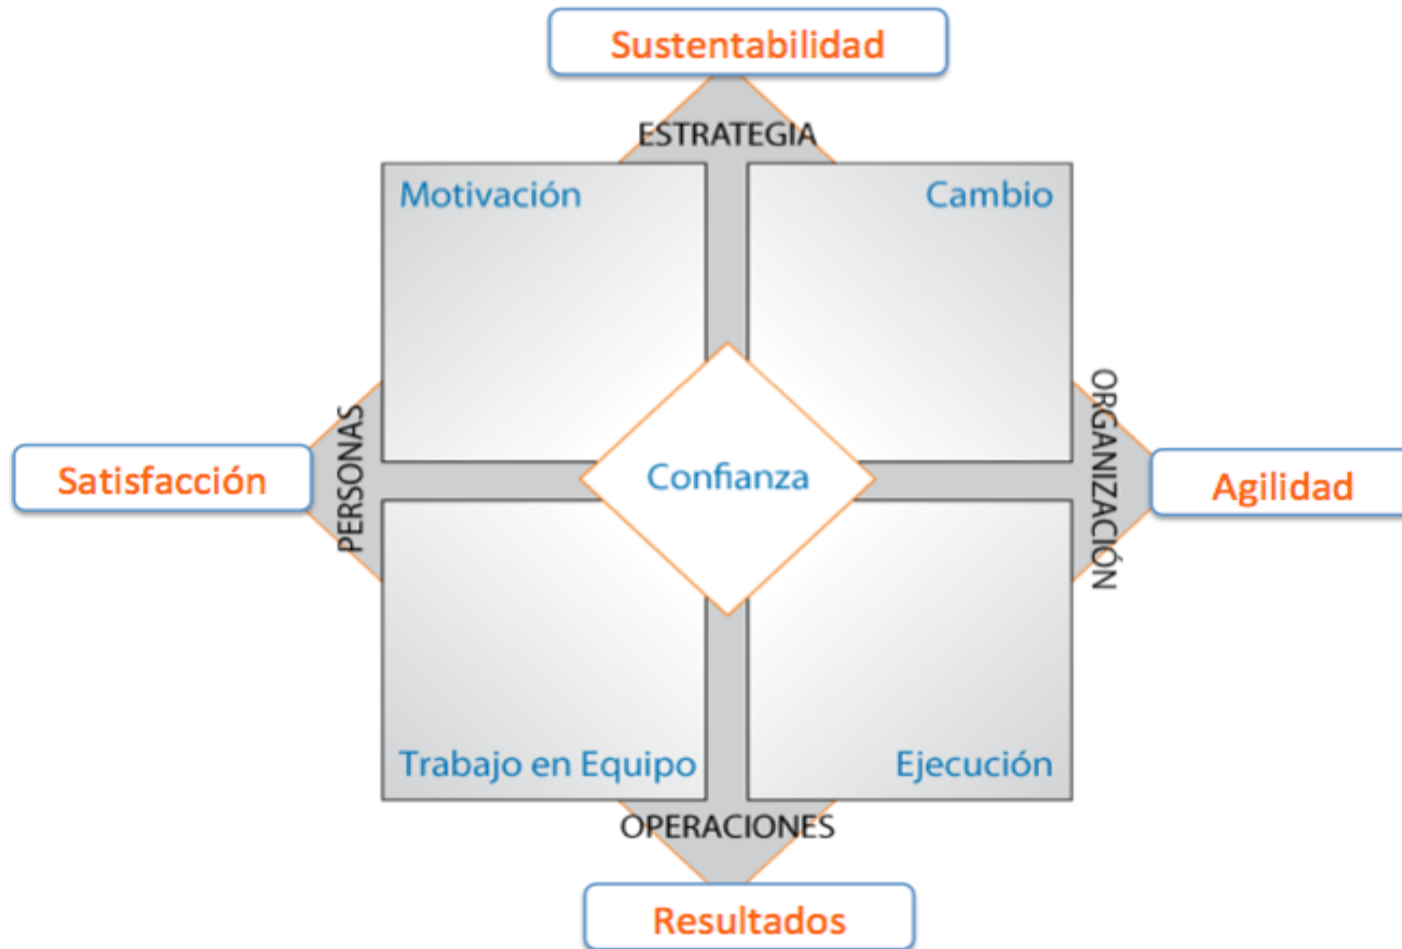 Sustentabilidad
ESTRATEGIA
Motivación
Cambio
PERSONAS
ORGANIZACIÓN
Satisfacción
Confianza
Agilidad
Trabajo en Equipo
Ejecución
OPERACIONES
Resultados